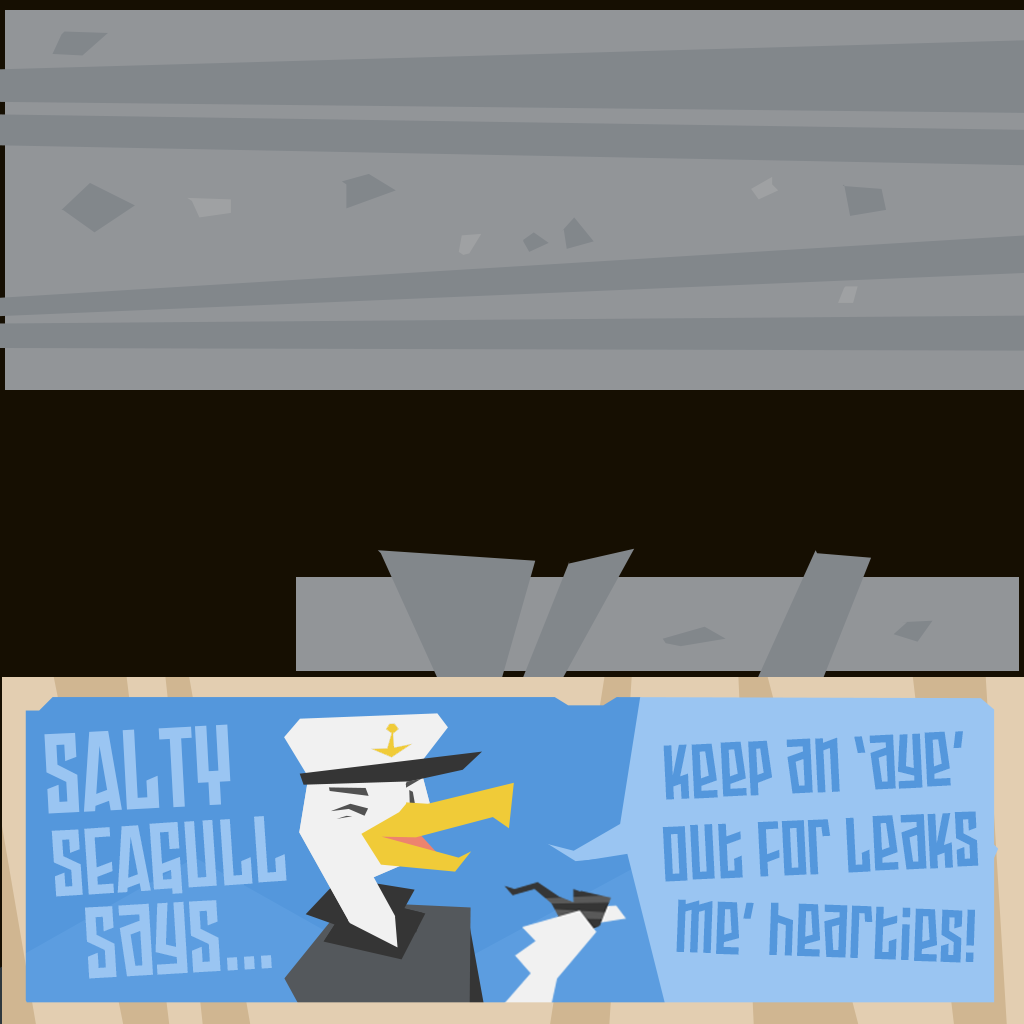 SALTY
SEAGULL
SAYS...
KEEP AN 'AYE'
OUT FOR LEAKS
ME' HEARTIES!